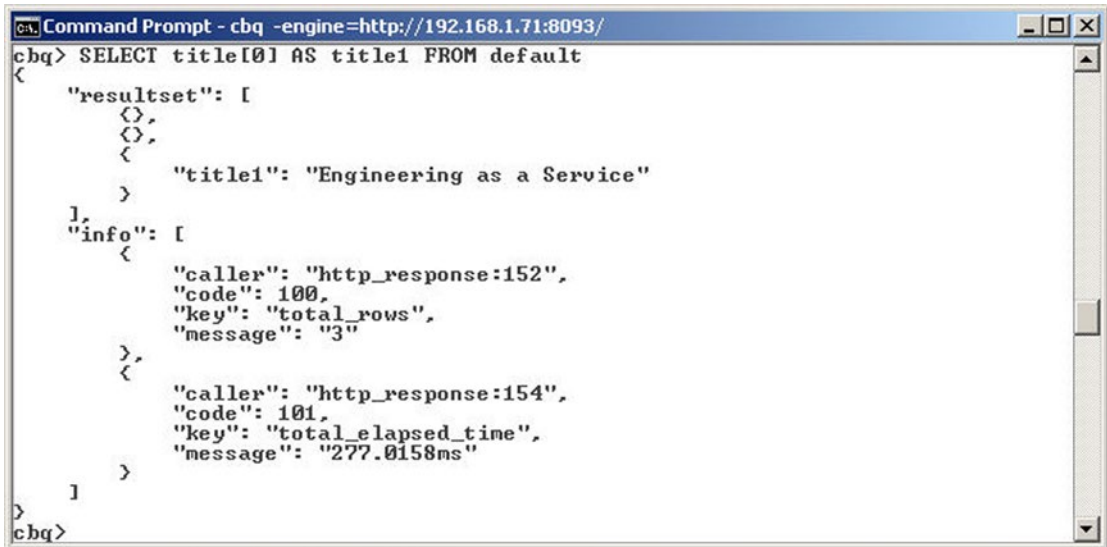 Command Prompt - cbq -engine=http://192.168.1.71:8093/
cbq> SELECT title[0] AS title1 FROM default
{
    "resultset": [
        {},
        {},
        {
            "title1": "Engineering as a Service"
        }
    ],
    "info": [
        {
            "caller": "http_response:152",
            "code": 100,
            "key": "total_rows",
            "message": "3"
        },
        {
            "caller": "http_response:154",
            "code": 101,
            "key": "total_elapsed_time",
            "message": "277.0158ms"
        }
    ]
}
cbq>